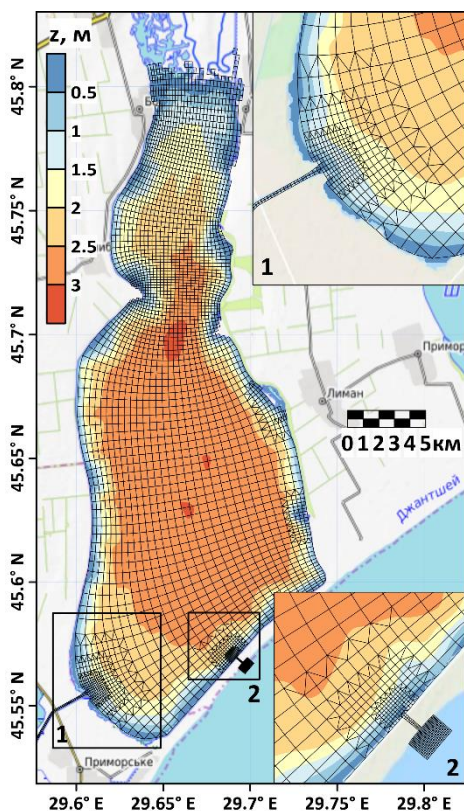 z, м
0.5
1
1.5
2
2.5
3
45.8° N
45.75° N
45.7° N
45.65° N
45.6° N
45.55° N
1
Примор
Лиман
0 1 2 3 4 5км
Джантшей
1
2
Приморське
2
29.6° E
29.65° E
29.7° E
29.75° E
29.8° E